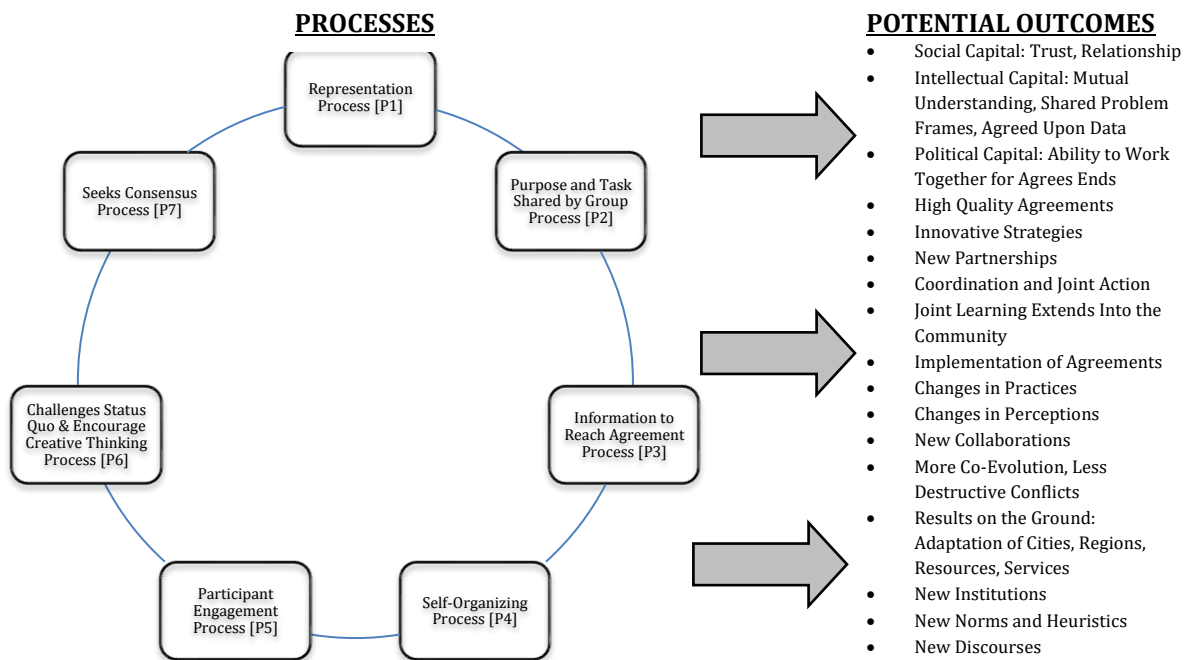 PROCESSES
Representation
Process [P1]
Purpose and Task
Shared by Group
Process [P2]
Information to
Reach Agreement
Process [P3]
Self-Organizing
Process [P4]
Participant
Engagement
Process [P5]
Challenges Status
Quo & Encourage
Creative Thinking
Process [P6]
Seeks Consensus
Process [P7]
POTENTIAL OUTCOMES
• Social Capital: Trust, Relationship
• Intellectual Capital: Mutual
Understanding, Shared Problem
Frames, Agreed Upon Data
• Political Capital: Ability to Work
Together for Agrees Ends
• High Quality Agreements
• Innovative Strategies
• New Partnerships
• Coordination and Joint Action
• Joint Learning Extends Into the
Community
• Implementation of Agreements
• Changes in Practices
• Changes in Perceptions
• New Collaborations
• More Co-Evolution, Less
Destructive Conflicts
• Results on the Ground:
Adaptation of Cities, Regions,
Resources, Services
• New Institutions
• New Norms and Heuristics
• New Discourses